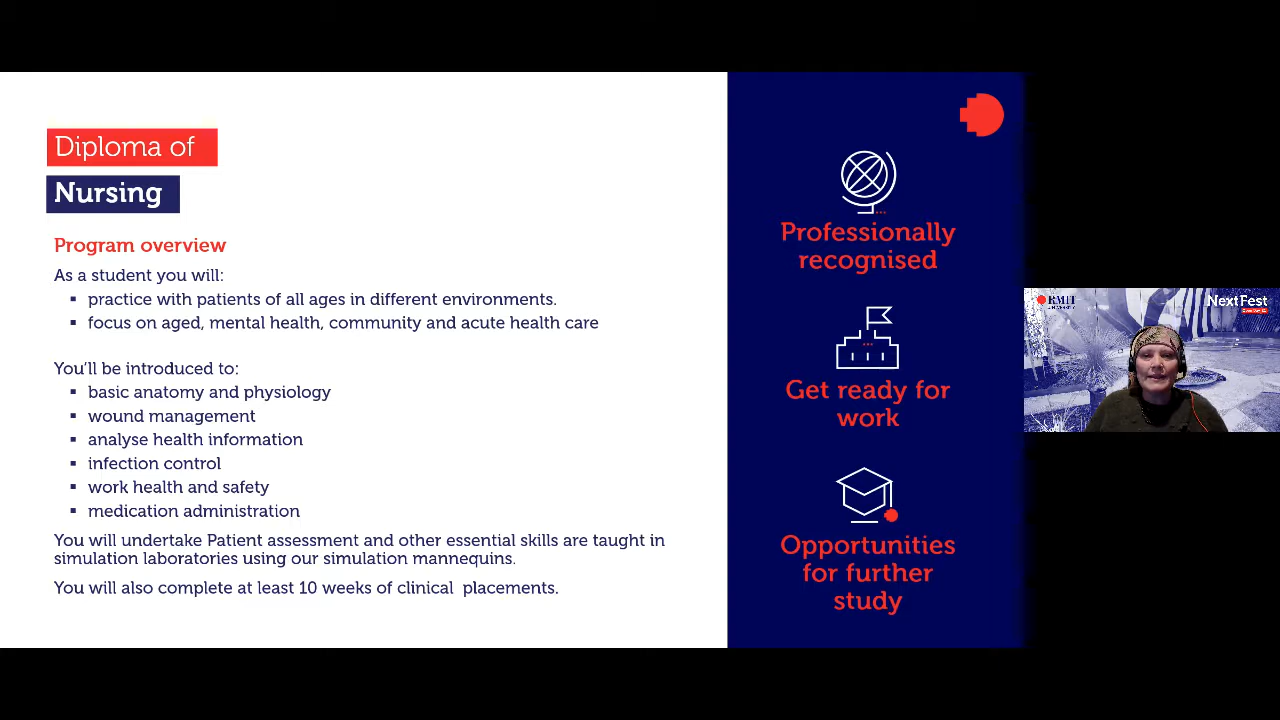 Diploma of
Nursing
Program overview
As a student you will:
▪ practice with patients of all ages in different environments.
▪ focus on aged, mental health, community and acute health care
You'll be introduced to:
▪ basic anatomy and physiology
▪ wound management
▪ analyse health information
▪ infection control
▪ work health and safety
▪ medication administration
You will undertake Patient assessment and other essential skills are taught in
simulation laboratories using our simulation mannequins.
You will also complete at least 10 weeks of clinical placements.
Professionally
recognised
Get ready for
work
Opportunities
for further
study
RMIT
UNIVERSITY
NextFest